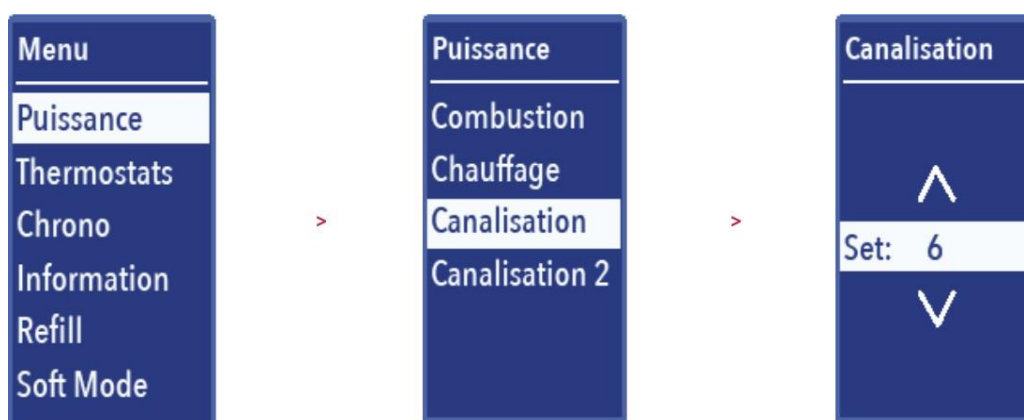 Menu
Puissance
Thermostats
Chrono
Information
Refill
Soft Mode
>
Puissance
Combustion
Chauffage
Canalisation
Canalisation 2
>
Canalisation
Set: 6